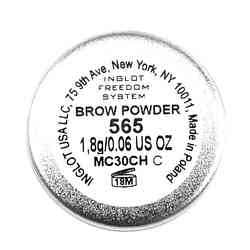 INGLOT USA LLC, 75 9th Ave, New York, NY 10011, Made in Poland
INGLOT
FREEDOM
SYSTEM
BROW POWDER
565
1,8g/0.06 US OZ
MC30CH C
18M